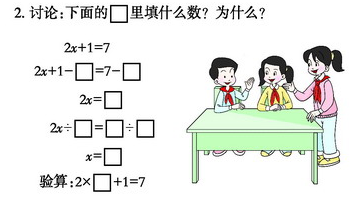 2. 讨论:下面的□里填什么数?为什么?
2x+1=7
2x+1-□=7-□
2x=□
2x÷□=□÷□
x=□
验算:2×□+1=7